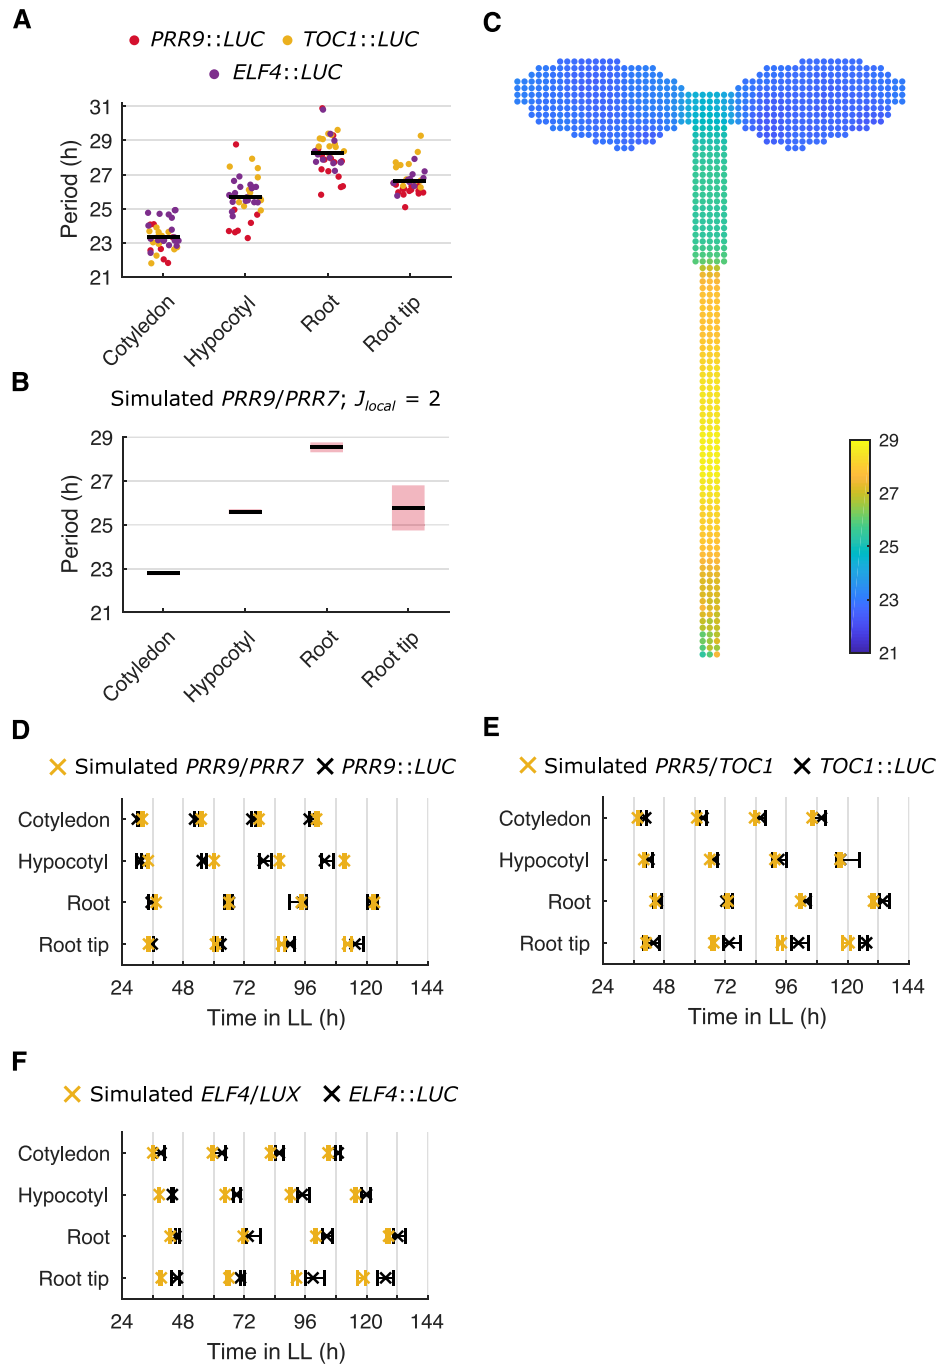 A
PRR9::LUC TOC1::LUC
ELF4::LUC
31
29
27
25
23
21
Period (h)
Cotyledon
Hypocotyl
Root
Root tip
B
Simulated PRR9/PRR7; Jlocal = 2
29
27
25
23
21
Period (h)
Cotyledon
Hypocotyl
Root
Root tip
C
29
27
25
23
21
D
Simulated PRR9/PRR7 PRR9::LUC
Cotyledon
Hypocotyl
Root
Root tip
24 48 72 96 120 144
Time in LL (h)
E
Simulated PRR5/TOC1 TOC1::LUC
Cotyledon
Hypocotyl
Root
Root tip
24 48 72 96 120 144
Time in LL (h)
F
Simulated ELF4/LUX ELF4::LUC
Cotyledon
Hypocotyl
Root
Root tip
24 48 72 96 120 144
Time in LL (h)